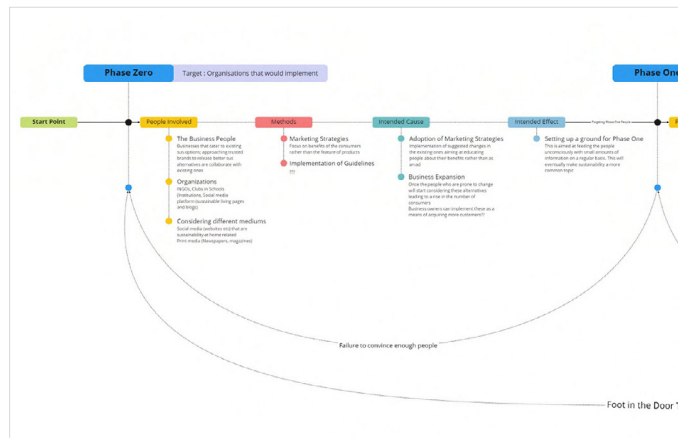 Phase Zero
Target : Organisations that would implement
Phase One
Start Point
People Involved
Methods
Intended Cause
Intended Effect
The Business People
Businesses that cater to existing
sus options; approaching trusted
brands to educate better sus
alternatives are collaborate with
existing ones
Organizations
NGOs, Clubs in Schools
(Institutions, Social media
platform (sustainable living pages
and blogs)
Considering different mediums
Social media (websites etc) that are
sustainability at home related
Print media (Newspapers, magazines)
Marketing Strategies
Focus on benefits of the consumers
rather than the feature of products
Implementation of Guidelines
???
Adoption of Marketing Strategies
Implementation of suggested changes in
the existing ones aiming at educating
people about their benefits rather than as
an aid
Business Expansion
Once the people who are prone to change
will start considering these alternatives
leading to a rise in the number of
consumers
Business owners can implement these as a
means of acquiring more customers!!!
Setting up a ground for Phase One
This is aimed at feeding the people
unconsciously with small amounts of
information on a regular basis. This will
eventually make sustainability a more
common topic
Failure to convince enough people
Foot in the Door